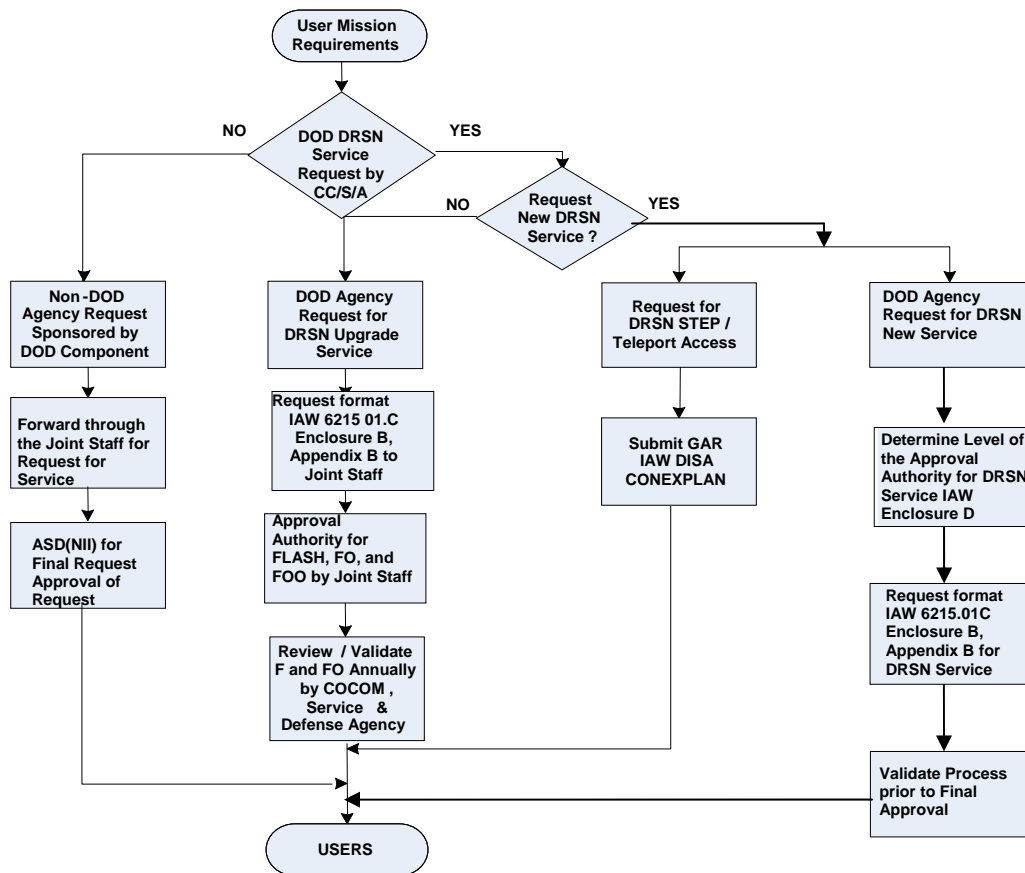 User Mission
Requirements
NO
YES
DOD DRSN
Service
Request by
CC/S/A
NO
YES
Request
New DRSN
Service ?
Non-DOD
Agency Request
Sponsored by
DOD Component
DOD Agency
Request for
DRSN Upgrade
Service
Request for
DRSN STEP /
Teleport Access
DOD Agency
Request for DRSN
New Service
Forward through
the Joint Staff for
Request for
Service
Request format
IAW 6215 01.C
Enclosure B,
Appendix B to
Joint Staff
Submit GAR
IAW DISA
CONEXPLAN
Determine Level of
the Approval
Authority for DRSN
Service IAW
Enclosure D
ASD(NII) for
Final Request
Approval of
Request
Approval
Authority for
FLASH, FO, and
FOO by Joint Staff
Request format
IAW 6215.01C
Enclosure B,
Appendix B for
DRSN Service
Review / Validate
F and FO Annually
by COCOM ,
Service &
Defense Agency
Validate Process
prior to Final
Approval
USERS